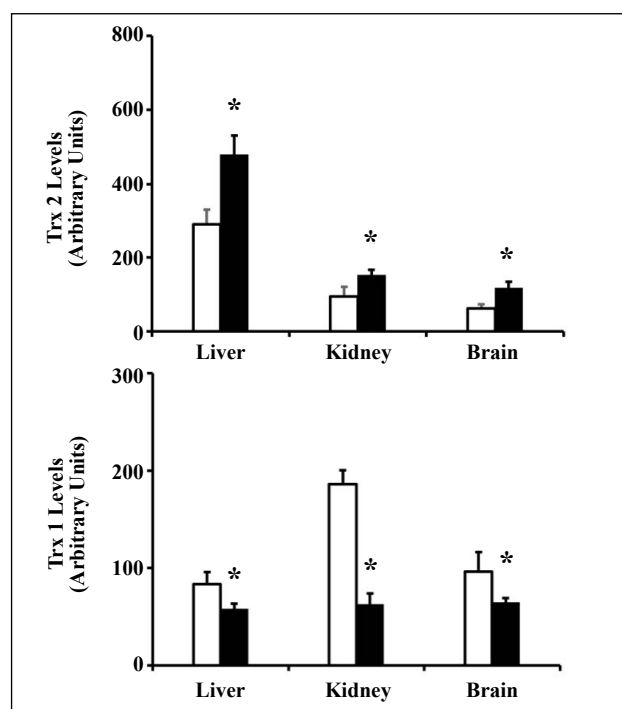 800
600
400
200
0
Trx 2 Levels
(Arbitrary Units)
*
*
*
Liver Kidney Brain
300
200
100
0
Trx 1 Levels
(Arbitrary Units)
*
*
*
Liver Kidney Brain